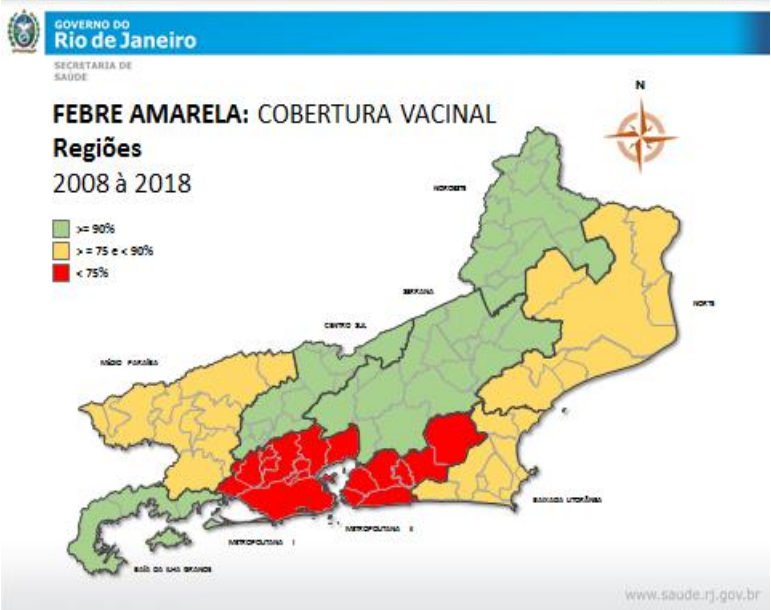 GOVERNO DO
Rio de Janeiro
SECRETARIA DE
SAÚDE
N
FEBRE AMARELA: COBERTURA VACINAL
Regiões
2008 à 2018
>= 90%
> = 75 e < 90%
< 75%
NOROESTE
SERRANA
NORTE
CENTRO SUL
MÉDIO PARAÍBA
BAIXADA LITORÂNEA
METROPOLITANA II
METROPOLITANA I
BAÍA DA ILHA GRANDE
www.saude.rj.gov.br